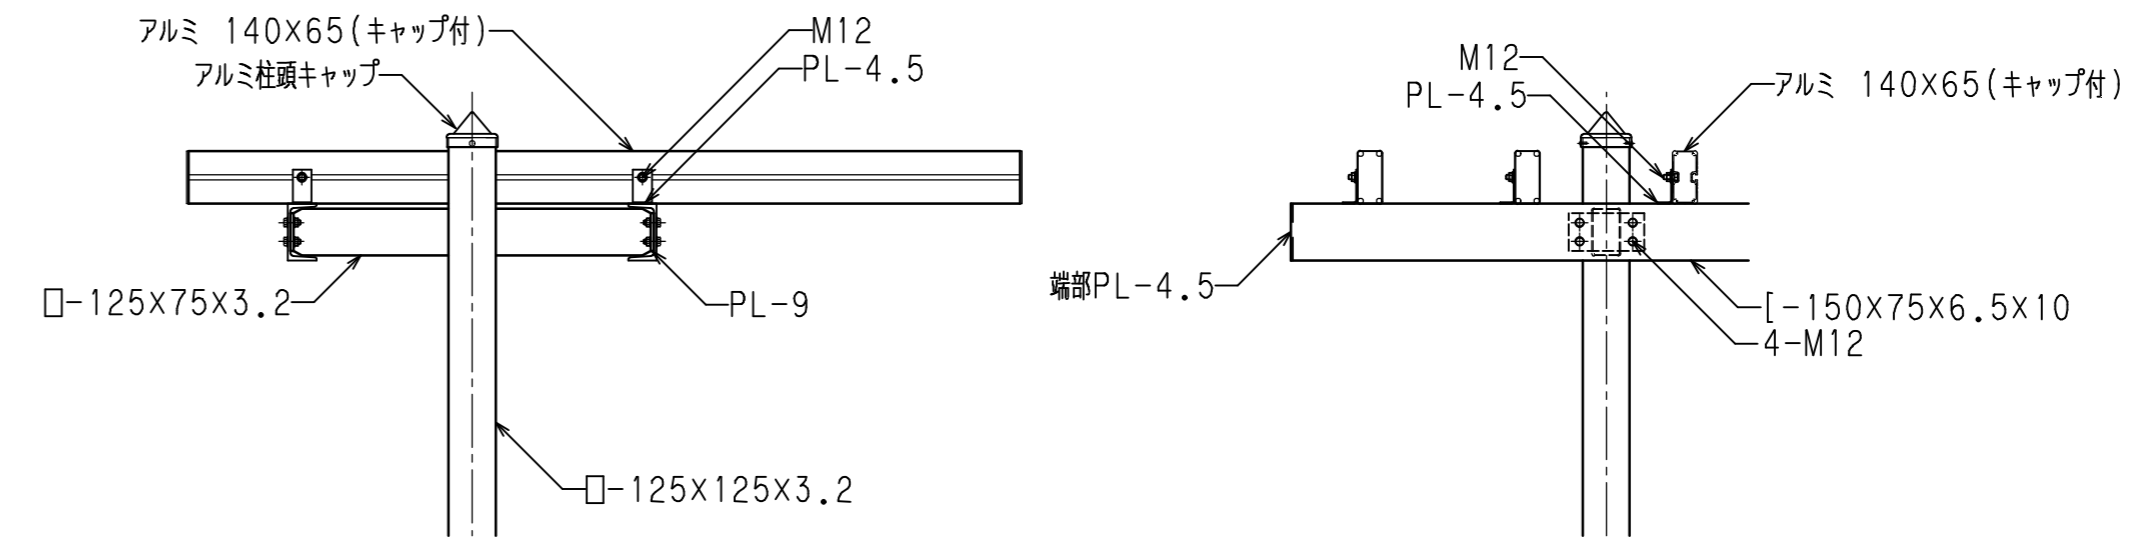 アルミ 140X65(キャップ付)
アルミ柱頭キャップ
M12
PL-4.5
□-125X75X3.2
PL-9
□-125X125X3.2
M12
PL-4.5
アルミ 140X65(キャップ付)
端部PL-4.5
[-150X75X6.5X10
4-M12